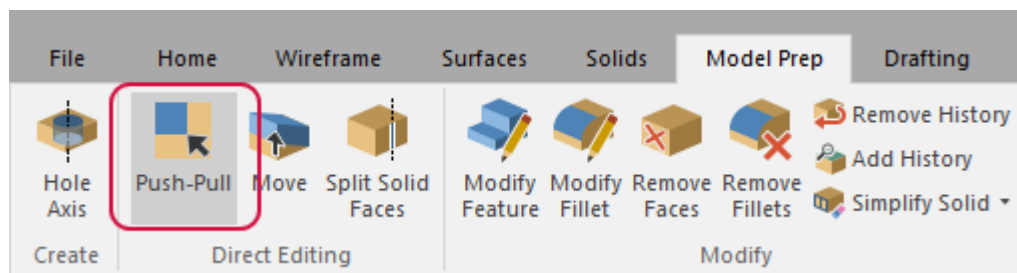 File Home Wireframe Surfaces Solids Model Prep Drafting
Hole Axis
Push-Pull
Move
Split Solid Faces
Modify Feature
Modify Fillet
Remove Faces
Remove Fillets
Remove History
Add History
Simplify Solid
Create Direct Editing Modify